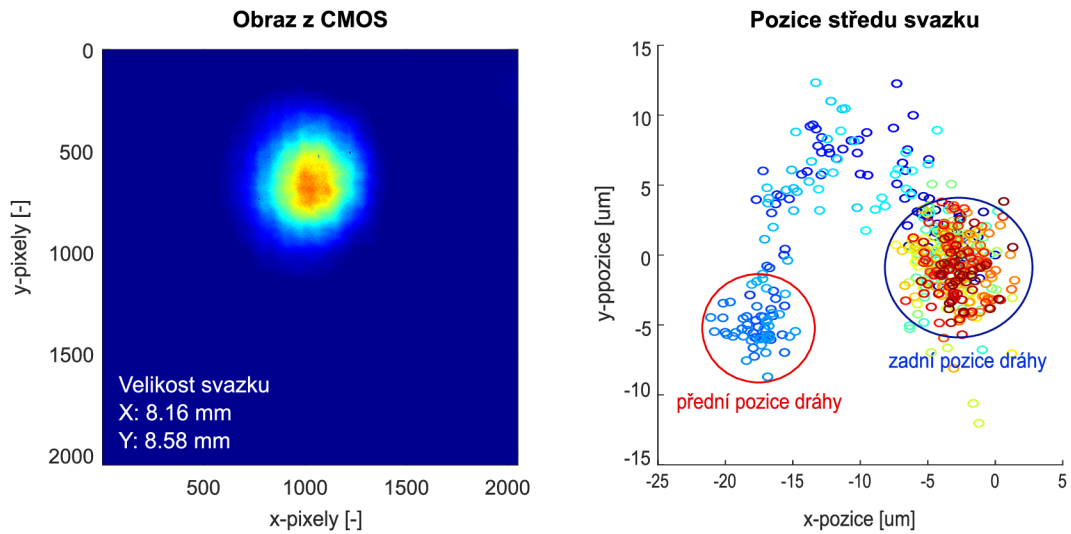 Obraz z CMOS
0
500
1000
1500
2000
y-pixely [-]
Velikost svazku
X: 8.16 mm
Y: 8.58 mm
500 1000 1500 2000
x-pixely [-]
Pozice středu svazku
15
10
5
0
-5
-10
-15
y-ppozice [um]
zadní pozice dráhy
přední pozice dráhy
-25 -20 -15 -10 -5 0 5
x-pozice [um]